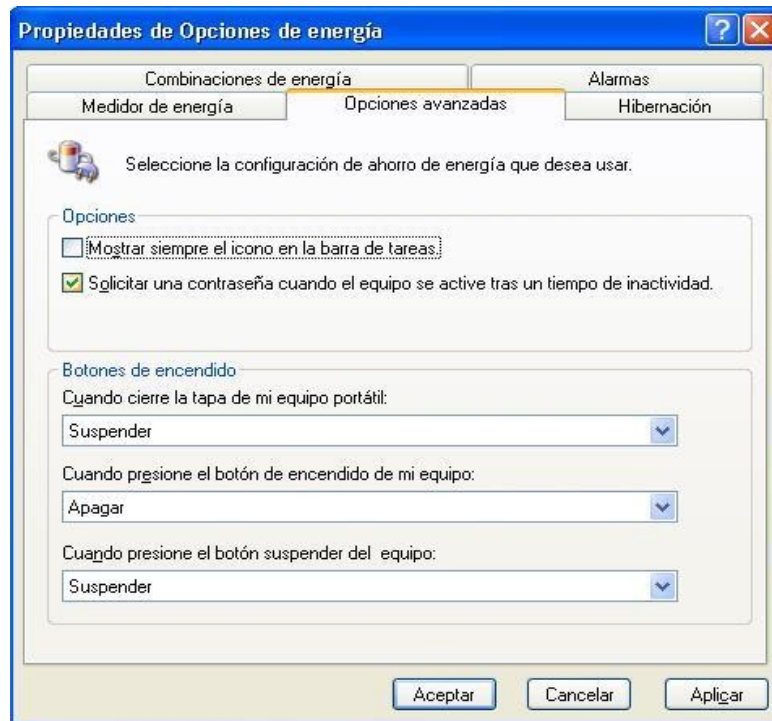 Propiedades de Opciones de energía
Combinaciones de energía
Alarmas
Medidor de energía
Opciones avanzadas
Hibernación
Seleccione la configuración de ahorro de energía que desea usar.
Opciones
Mostrar siempre el icono en la barra de tareas.
Solicitar una contraseña cuando el equipo se active tras un tiempo de inactividad.
Botones de encendido
Cuando cierre la tapa de mi equipo portátil:
Suspender
Cuando presione el botón de encendido de mi equipo:
Apagar
Cuando presione el botón suspender del equipo:
Suspender
Aceptar
Cancelar
Aplicar